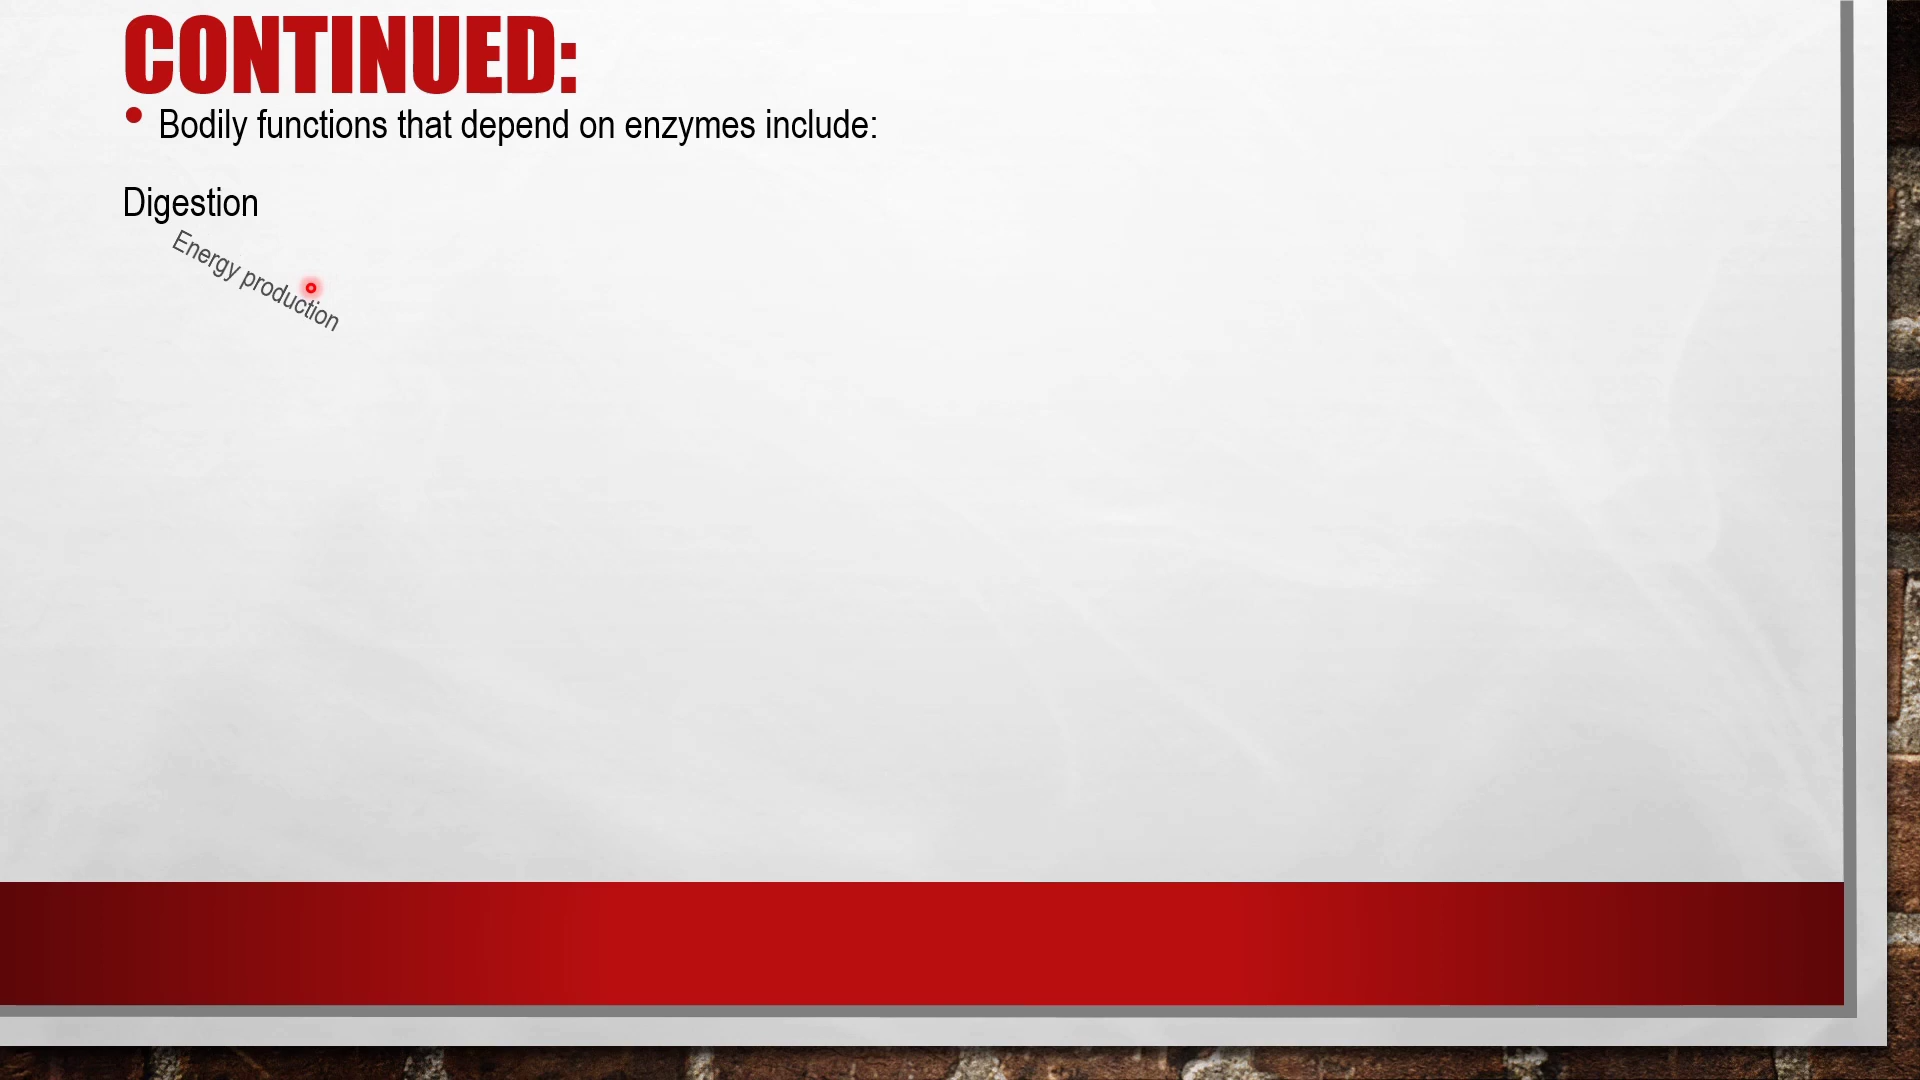 CONTINUED:
• Bodily functions that depend on enzymes include:
Digestion
Energy production